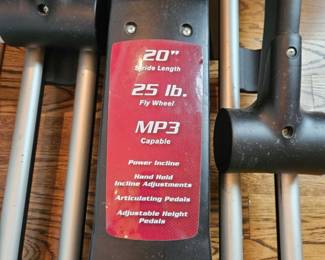 20"
Stride Length
25 lb.
Fly Wheel
MP3
Capable
Power Incline
Hand Held
Incline Adjustments
Articulating Pedals
Adjustable Height
Pedals